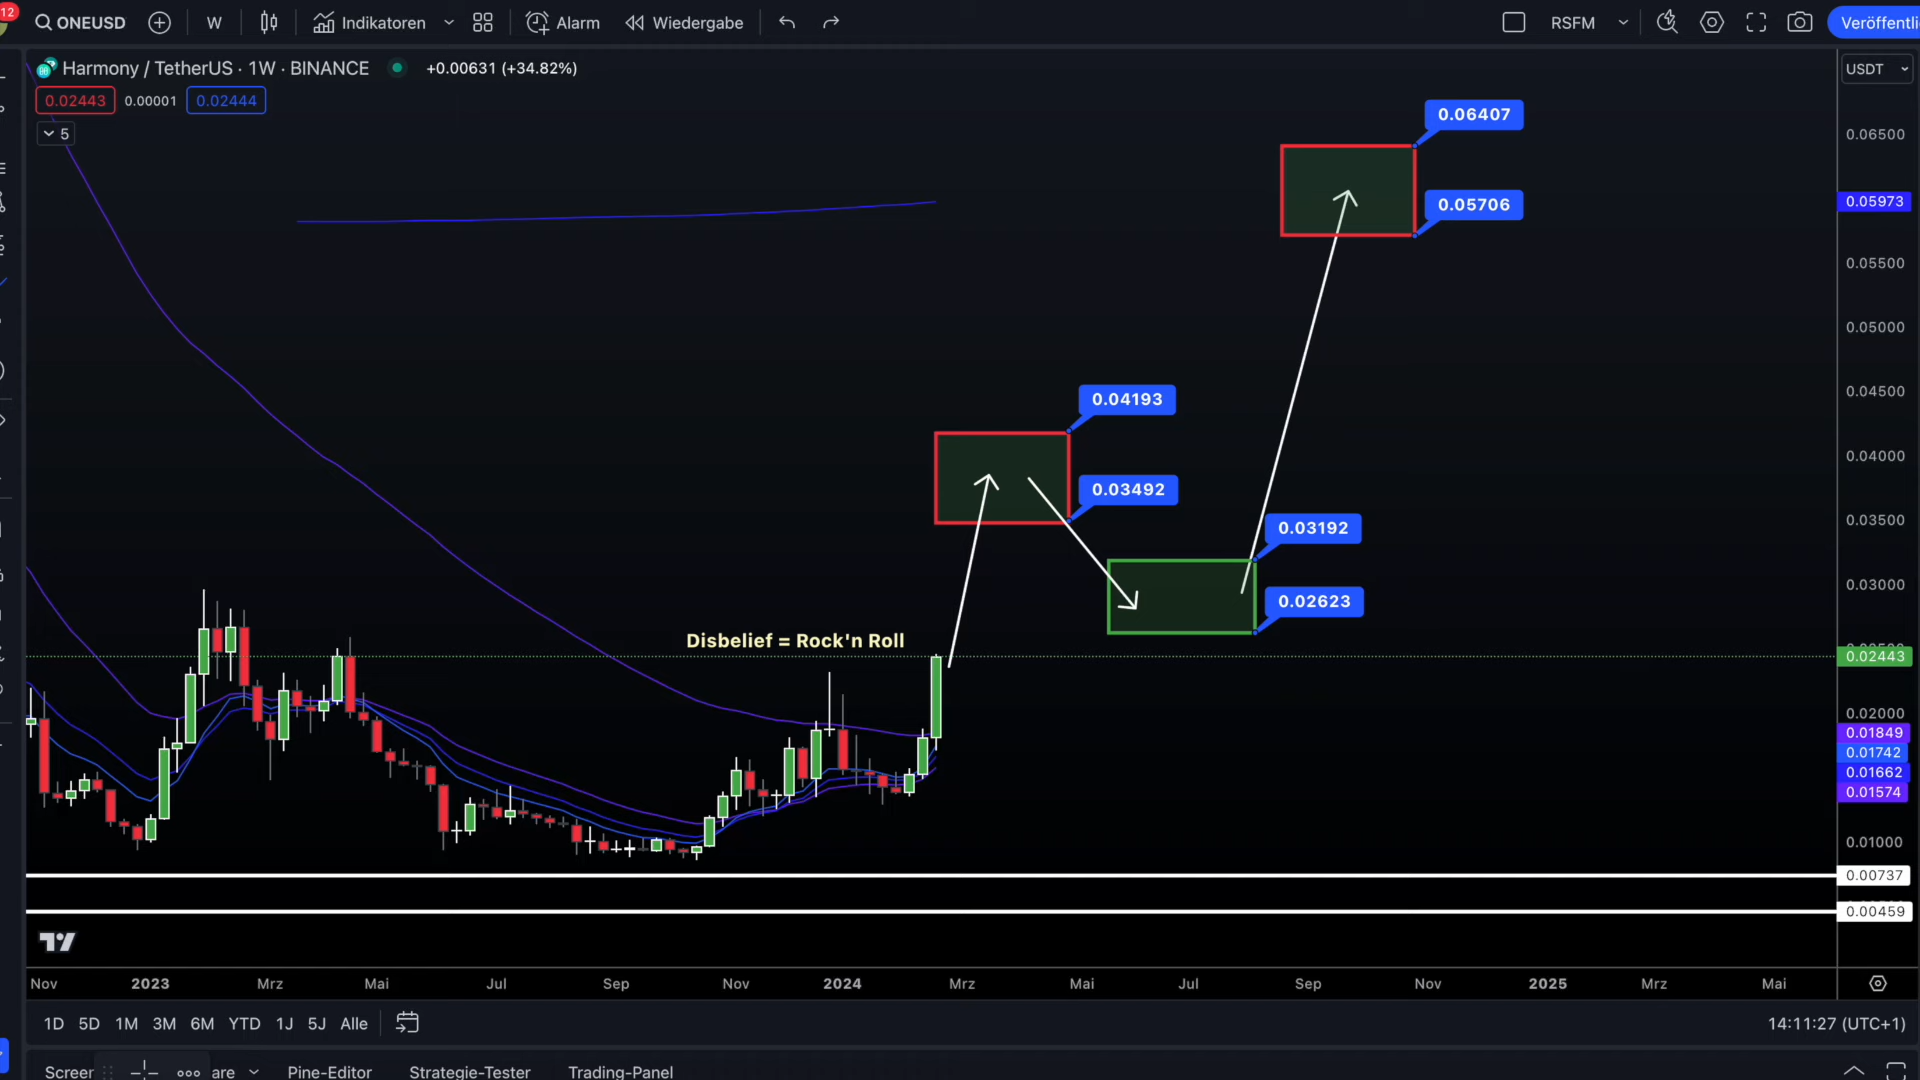 12
ONEUSD
W
Indikatoren
Alarm
Wiedergabe
RSFM
Harmony / TetherUS · 1W · BINANCE
+0.00631 (+34.82%)
USDT
0.02443
0.00001
0.02444
5
0.06407
0.05706
0.04193
0.03492
0.03192
0.02623
Disbelief = Rock'n Roll
0.06500
0.05973
0.05500
0.05000
0.04500
0.04000
0.03500
0.03000
0.02443
0.02000
0.01849
0.01742
0.01662
0.01574
0.01000
0.00737
0.00459
Nov 2023 Mrz Mai Jul Sep Nov 2024 Mrz Mai Jul Sep Nov 2025 Mrz Mai
1D 5D 1M 3M 6M YTD 1J 5J Alle
14:11:27 (UTC+1)
Pine-Editor
Strategie-Tester
Trading-Panel